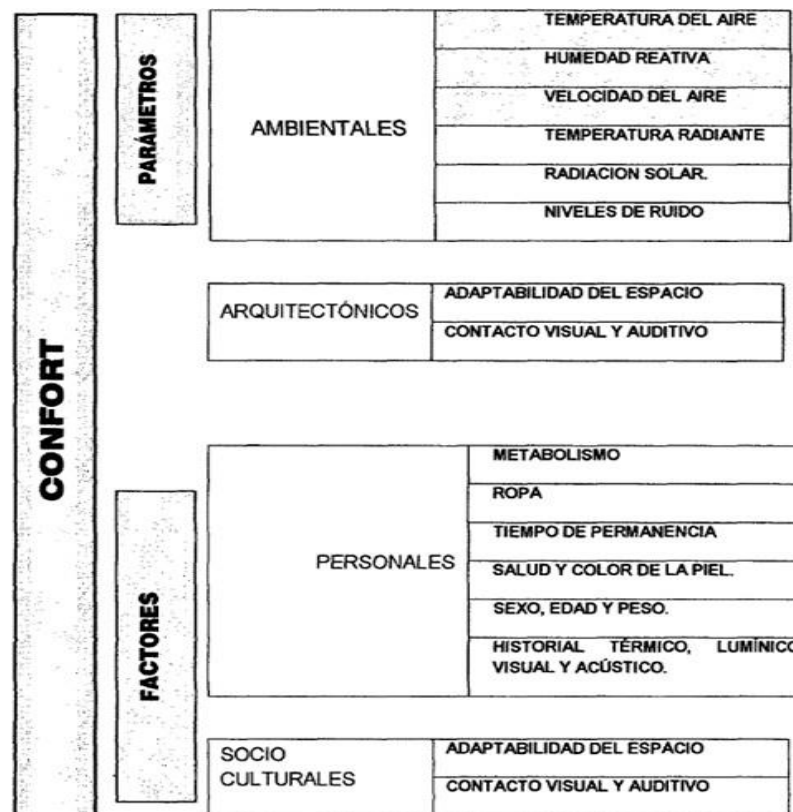 CONFORT
PARÁMETROS
AMBIENTALES
TEMPERATURA DEL AIRE
HUMEDAD REATIVA
VELOCIDAD DEL AIRE
TEMPERATURA RADIANTE
RADIACION SOLAR.
NIVELES DE RUIDO
ARQUITECTÓNICOS
ADAPTABILIDAD DEL ESPACIO
CONTACTO VISUAL Y AUDITIVO
FACTORES
PERSONALES
METABOLISMO
ROPA
TIEMPO DE PERMANENCIA
SALUD Y COLOR DE LA PIEL.
SEXO, EDAD Y PESO.
HISTORIAL TÉRMICO, LUMÍNICO
VISUAL Y ACÚSTICO.
SOCIO
CULTURALES
ADAPTABILIDAD DEL ESPACIO
CONTACTO VISUAL Y AUDITIVO